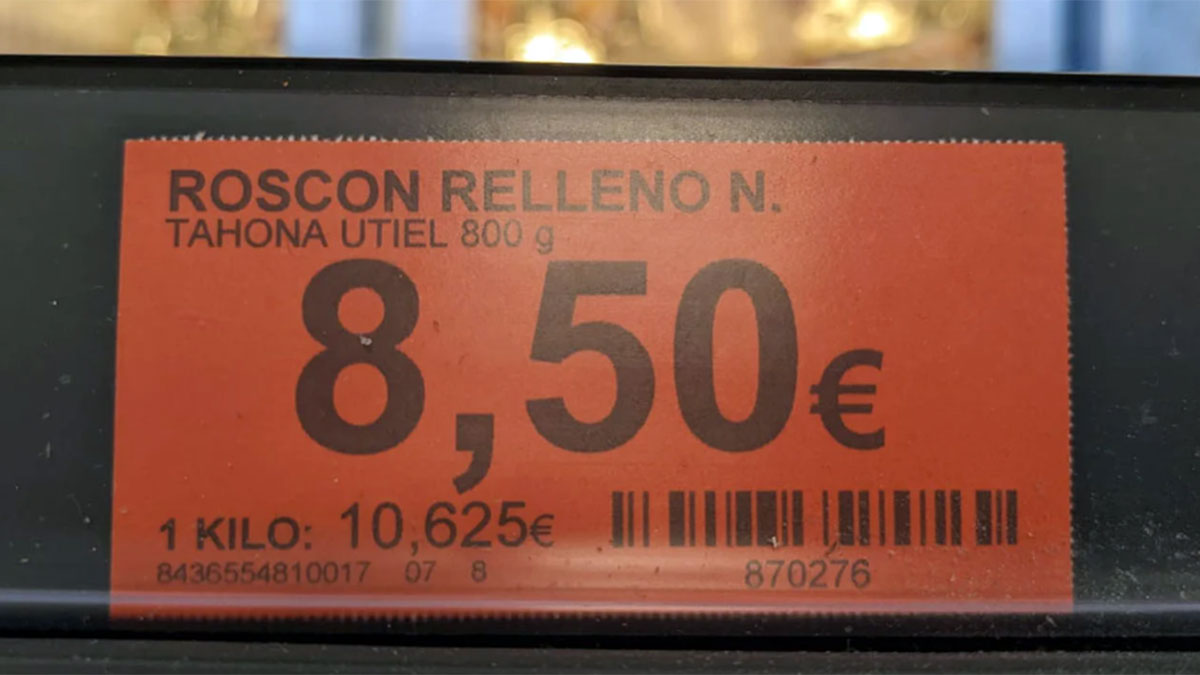 ROSCON RELLENO N.
TAHONA UTIEL 800 g
8,50€
1 KILO: 10,625€
8436554810017 07 8
870276